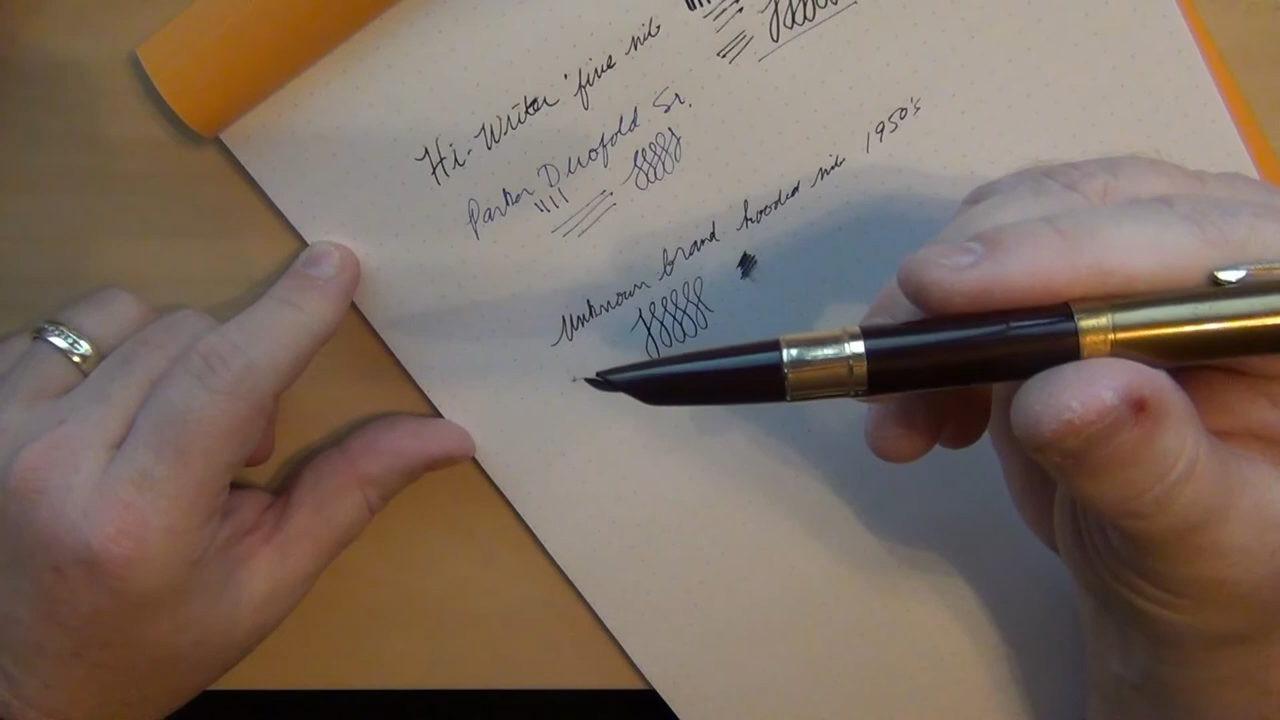 Hi-Writer fine nib
Parker Duofold Sr.
Unknown brand hooded nib 1950's